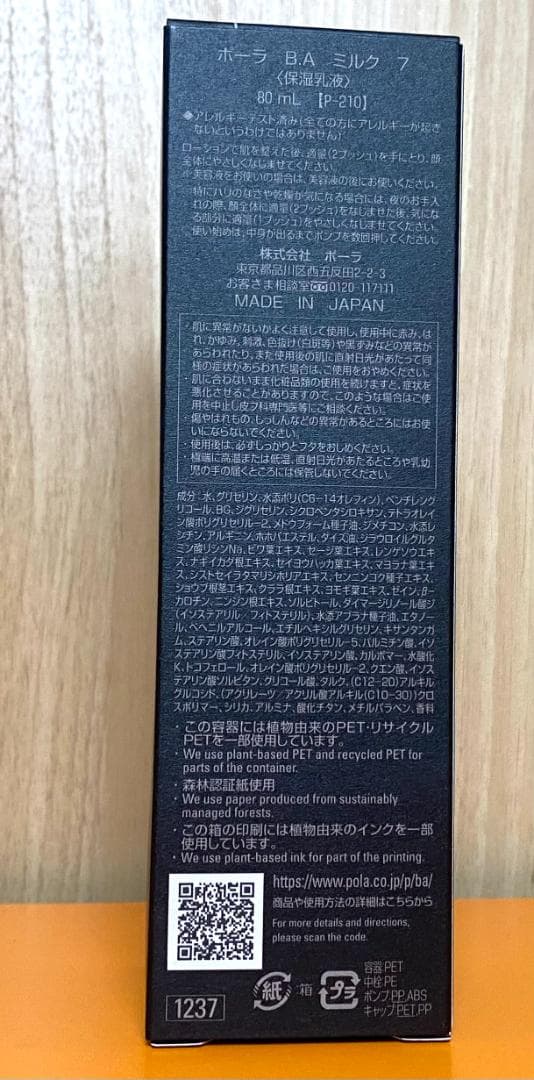 ポーラ B.A ミルク 7
〈保湿乳液〉
80 mL 【P-210】
◆アレルギーテスト済み(全ての方にアレルギーが起き
ないというわけではありません)
ローションで肌を整えた後、適量(2プッシュ)を手にとり、顔
全体にやさしくなじませてください。
※美容液をお使いの場合は、美容液の後にお使いください。
特にハリのなさや乾燥が気になる場合には、夜のお手入
れの際、顔全体に適量(2プッシュ)をなじませた後、気にな
る部分に適量(1プッシュ)をやさしくなじませてください。
使い始めは、中身が出るまでポンプを数回押してください。
株式会社 ポーラ
東京都品川区西五反田2-2-3
お客さま相談室 0120-117111
MADE IN JAPAN
・肌に異常がないかよく注意して使用し、使用中に赤み、は
れ、かゆみ、刺激、色抜け(白斑等)や黒ずみなどの異常が
あらわれたり、また使用後の肌に直射日光があたって同
様の症状があらわれた場合は、ご使用をおやめください。
・肌に合わないまま化粧品類の使用を続けますと、症状を
悪化させることがありますので、このような場合はご使
用を中止し皮フ科専門医等にご相談ください。
・傷やはれもの、しっしんなどの異常があるところにはお使
いにならないでください。
・使用後は、必ずしっかりとフタをおしめください。
・極端に高温または低温、直射日光があたるところや乳幼
児の手の届くところには保管しないでください。
成分:水、グリセリン、水添ポリ(C6-14オレフィン)、ペンチレング
リコール、BG、ジグリセリン、シクロペンタシロキサン、テトラオレイ
ン酸ポリグリセリル-2、メドウフォーム種子油、ジメチコン、水添レ
シチン、アルギニン、ホホバエステル、ダイズ油、ジラウロイルグルタ
ミン酸リシンNa、ビワ葉エキス、セージ葉エキス、レンゲソウエキ
ス、ナギイカダ根エキス、セイヨウハッカ葉エキス、マヨラナ葉エキ
ス、シストセイラタマリシホリアエキス、センニンコク種子エキス、
ショウブ根茎エキス、クララ根エキス、ヨモギ葉エキス、ゼイン、β-
カロチン、ニンジン根エキス、ソルビトール、ダイマージリノール酸ジ
(イソステアリル/フィトステリル)、水添アブラナ種子油、エタノー
ル、ベヘニルアルコール、エチルヘキシルグリセリン、キサンタンガ
ム、ステアリン酸、オレイン酸ポリグリセリル-5、パルミチン酸、イソ
ステアリン酸フィトステリル、イソステアリン酸、カルボマー、水酸化
K、トコフェロール、オレイン酸ポリグリセリル-2、クエン酸、イソス
テアリン酸ソルビタン、グリコール酸、タルク、(C12-20)アルキル
グルコシド、(アクリレーツ/アクリル酸アルキル(C10-30))クロ
スポリマー、シリカ、アルミナ、酸化チタン、メチルパラベン、香料
・この容器には植物由来のPET・リサイクル
PETを一部使用しています。
・We use plant-based PET and recycled PET for
parts of the container.
・森林認証紙使用
・We use paper produced from sustainably
managed forests.
・この箱の印刷には植物由来のインクを一部
使用しています。
・We use plant-based ink for part of the printing.
https://www.pola.co.jp/p/ba/
商品や使用方法の詳細はこちらから
For more details and directions,
please scan the code.
1237
紙 箱 プラ
容器:PET
中栓:PE
ポンプ:PP,ABS
キャップ:PET,PP